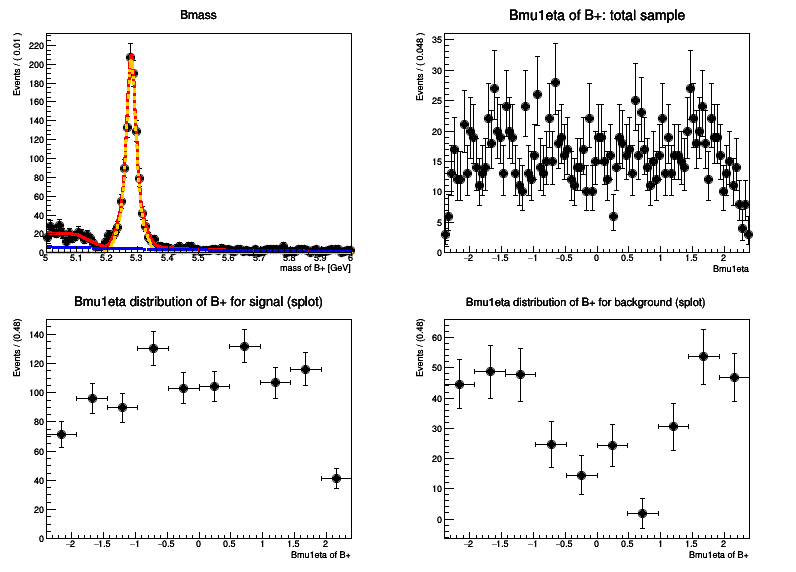 Bmass
Events / ( 0.01 )
220
200
180
160
140
120
100
80
60
40
20
0
5 5.1 5.2 5.3 5.4 5.5 5.6 5.7 5.8 5.9 6
mass of B+ [GeV]
Bmu1eta of B+: total sample
Events / ( 0.048 )
35
30
25
20
15
10
5
0
−2 −1.5 −1 −0.5 0 0.5 1 1.5 2
Bmu1eta
Bmu1eta distribution of B+ for signal (splot)
Events / (0.48)
140
120
100
80
60
40
20
0
−2 −1.5 −1 −0.5 0 0.5 1 1.5 2
Bmu1eta of B+
Bmu1eta distribution of B+ for background (splot)
Events / (0.48)
60
50
40
30
20
10
0
−2 −1.5 −1 −0.5 0 0.5 1 1.5 2
Bmu1eta of B+